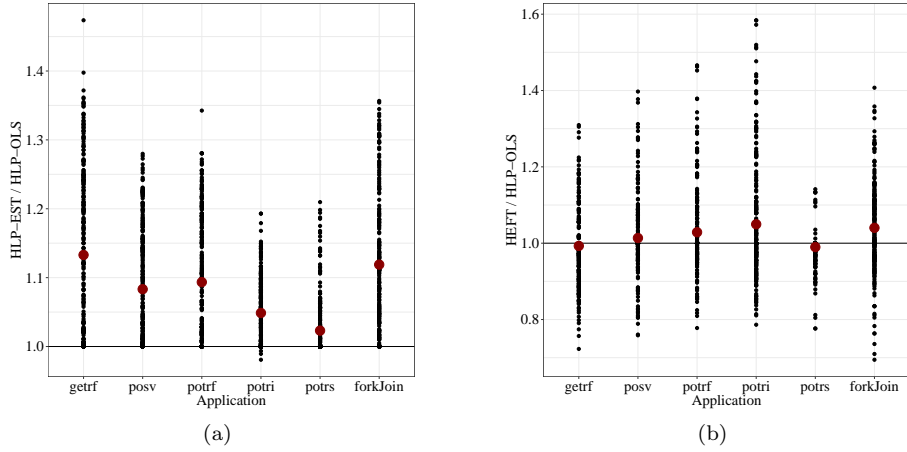 HLP−EST / HLP−OLS
1.4
1.3
1.2
1.1
1.0
getrf posv potrf potri potrs forkJoin
Application
(a)
HEFT / HLP−OLS
1.6
1.4
1.2
1.0
0.8
getrf posv potrf potri potrs forkJoin
Application
(b)